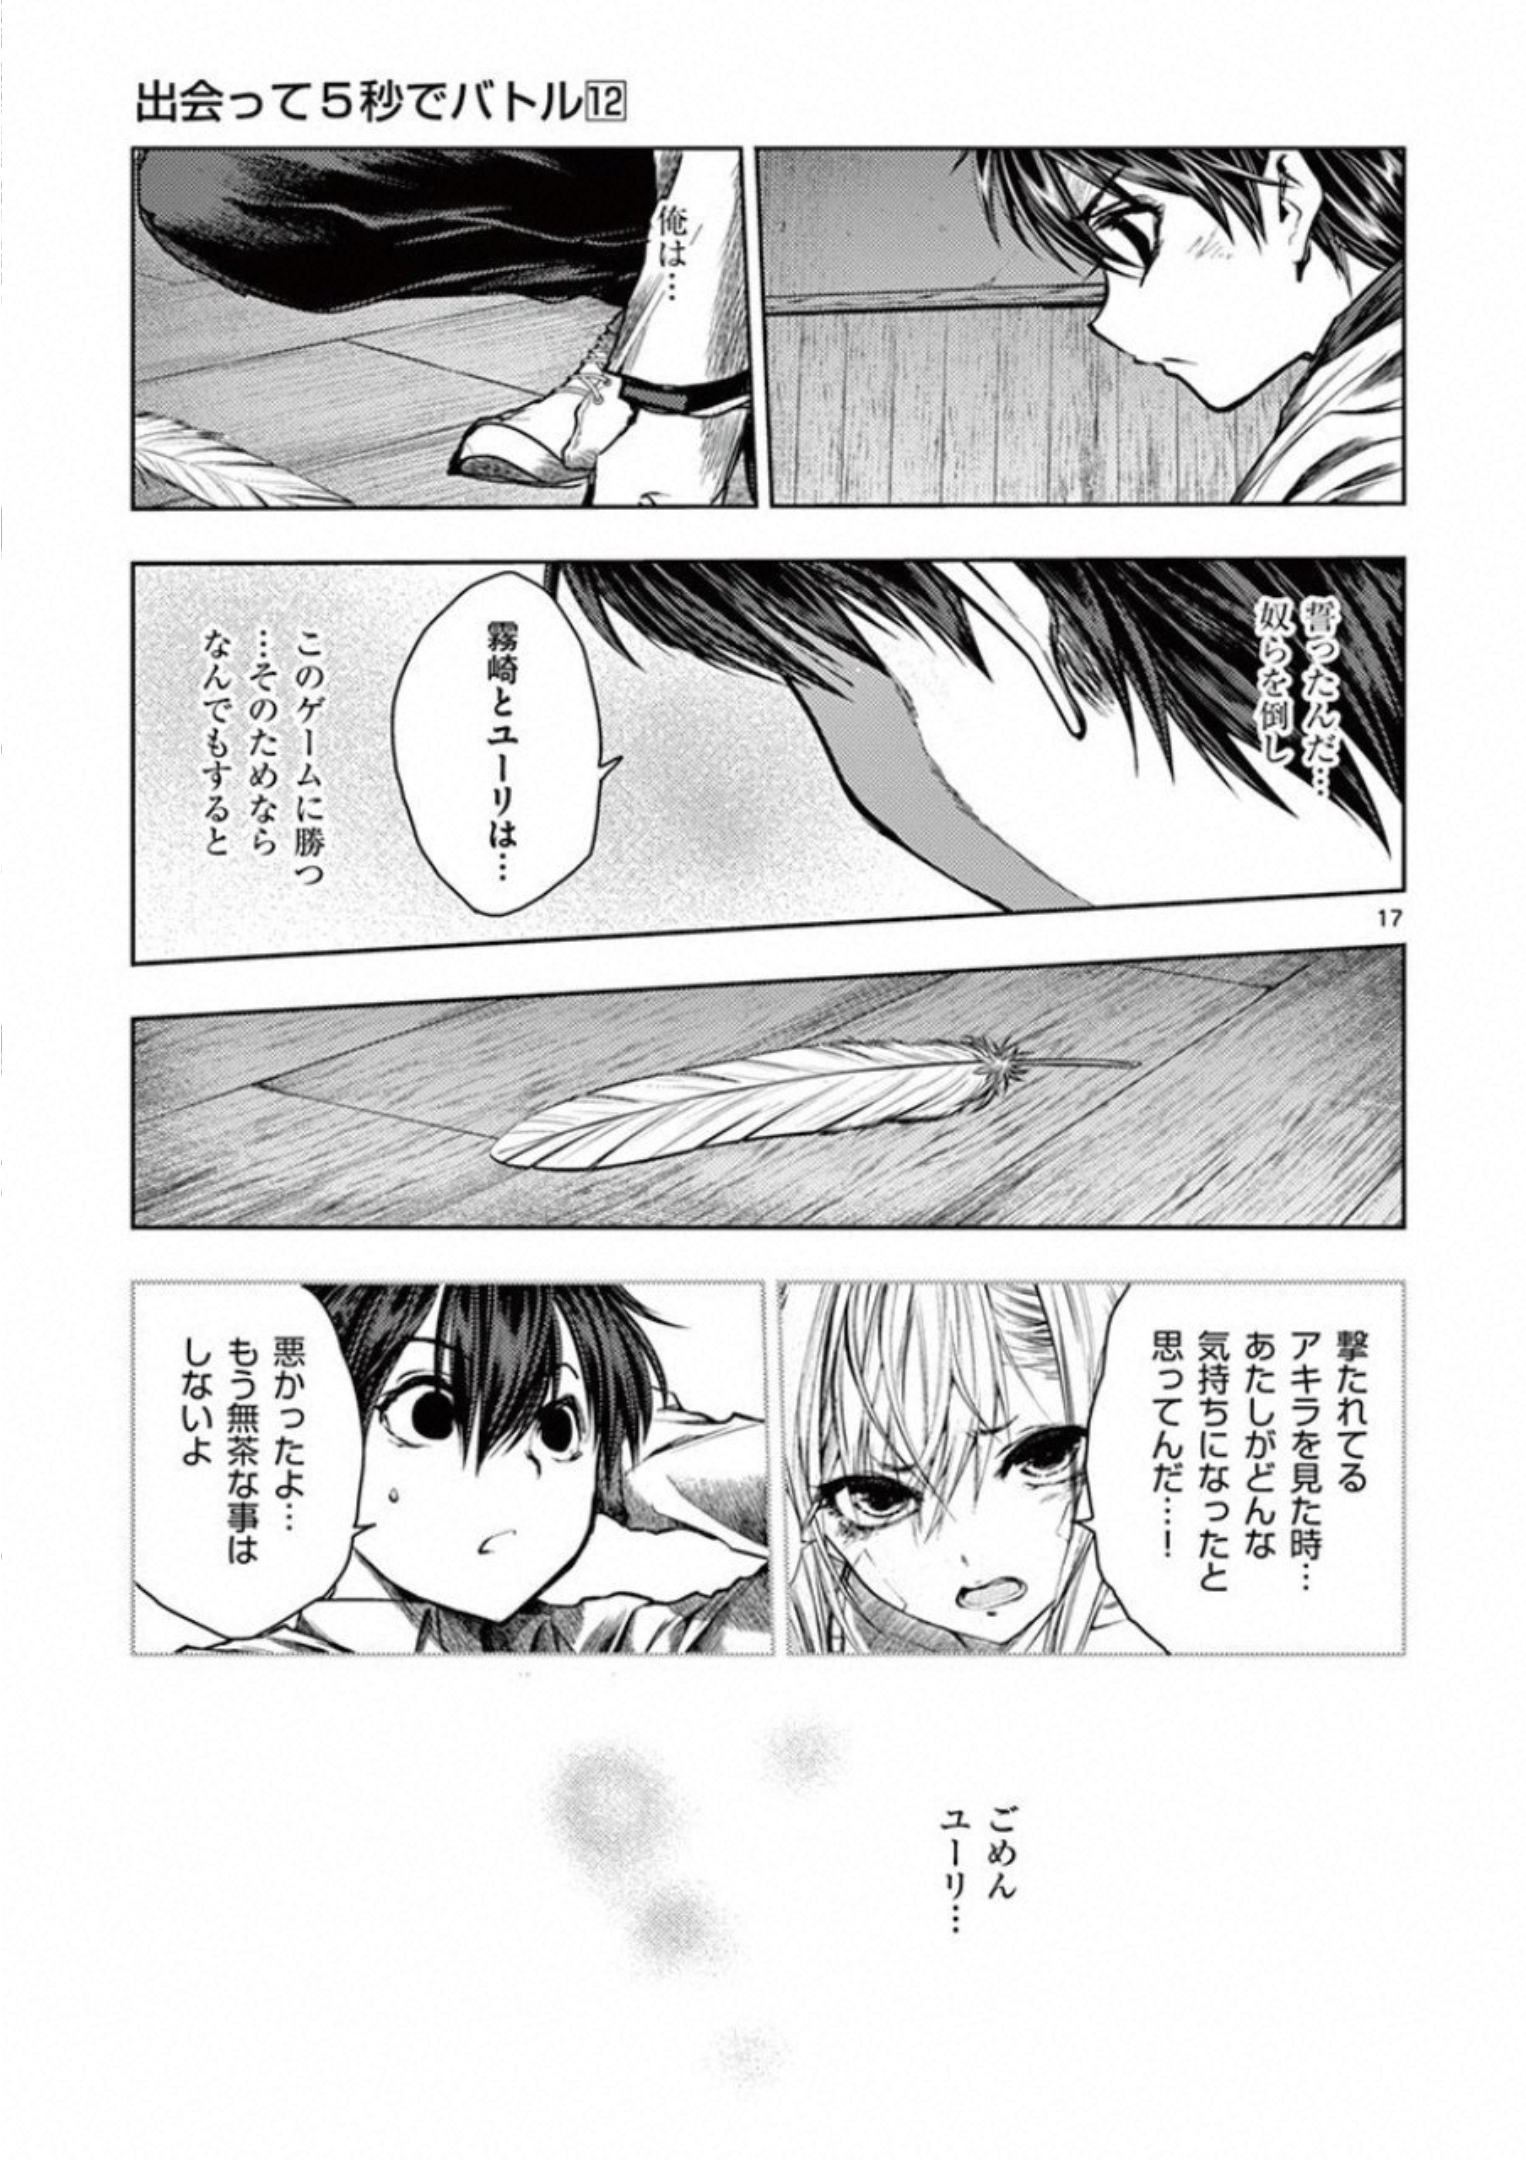 出会って5秒でバトル12
俺は…
誓ったんだ…
奴らを倒し
霧崎とユーリは…
このゲームに勝つ
…そのためなら
なんでもすると
17
撃たれてる
アキラを見た時…
あたしがどんな
気持ちになったと
思ってんだ…!
悪かったよ…
もう無茶な事は
しないよ
ごめん
ユーリ…